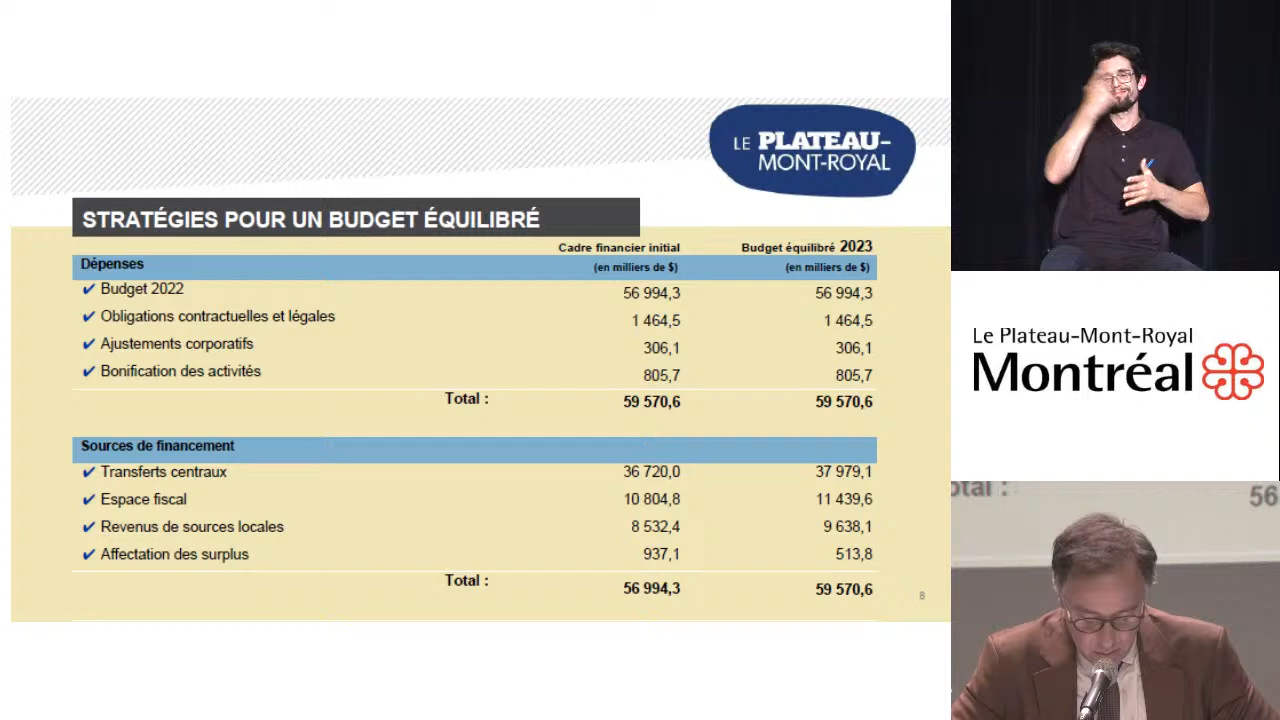 LE PLATEAU-
MONT-ROYAL
STRATÉGIES POUR UN BUDGET ÉQUILIBRÉ
Cadre financier initial Budget équilibré 2023
Dépenses (en milliers de $) (en milliers de $)
✔ Budget 2022 56 994,3 56 994,3
✔ Obligations contractuelles et légales 1 464,5 1 464,5
✔ Ajustements corporatifs 306,1 306,1
✔ Bonification des activités 805,7 805,7
Total : 59 570,6 59 570,6
Sources de financement
✔ Transferts centraux 36 720,0 37 979,1
✔ Espace fiscal 10 804,8 11 439,6
✔ Revenus de sources locales 8 532,4 9 638,1
✔ Affectation des surplus 937,1 513,8
Total : 56 994,3 59 570,6
8
Le Plateau-Mont-Royal
Montréal
otal : 56